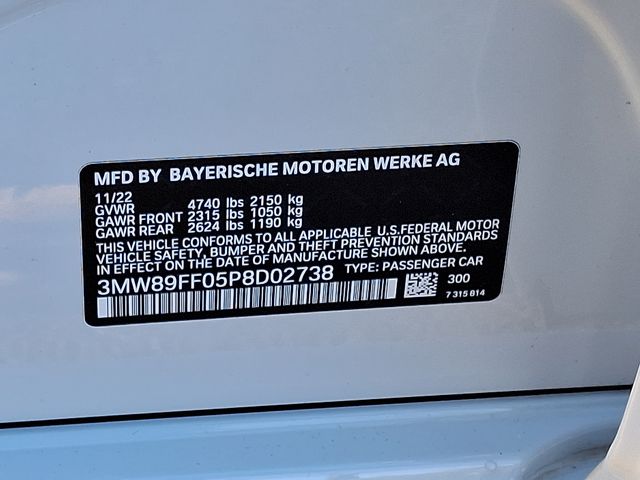 MFD BY BAYERISCHE MOTOREN WERKE AG
11/22
GVWR 4740 lbs 2150 kg
GAWR FRONT 2315 lbs 1050 kg
GAWR REAR 2624 lbs 1190 kg
THIS VEHICLE CONFORMS TO ALL APPLICABLE U.S.FEDERAL MOTOR
VEHICLE SAFETY, BUMPER AND THEFT PREVENTION STANDARDS
IN EFFECT ON THE DATE OF MANUFACTURE SHOWN ABOVE.
3MW89FF05P8D02738 TYPE: PASSENGER CAR
300
7 315 814